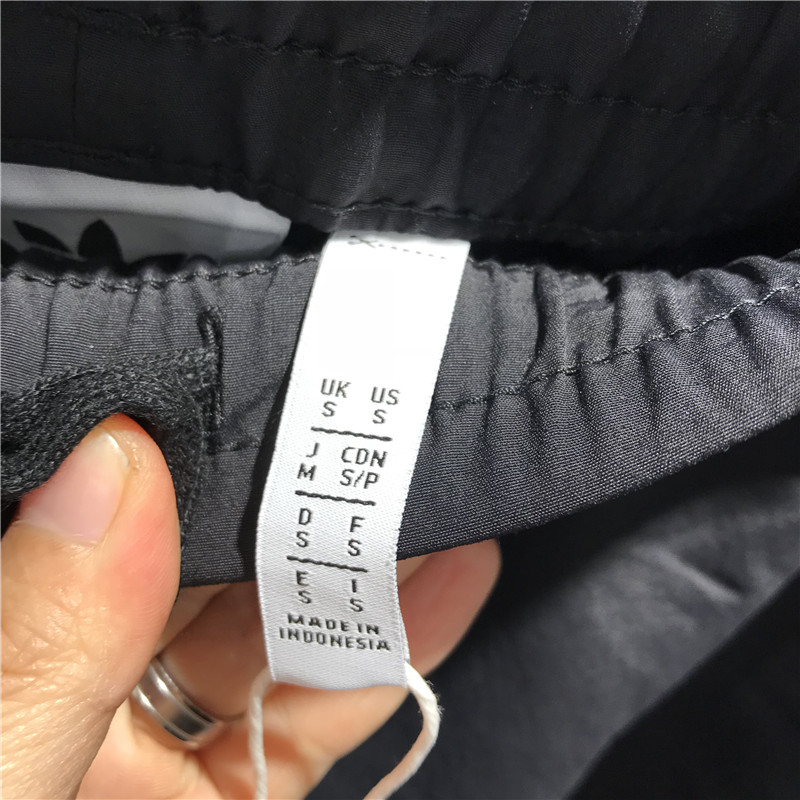 UK US
S S
J CDN
M S/P
D F
S S
E I
S S
MADE IN
INDONESIA